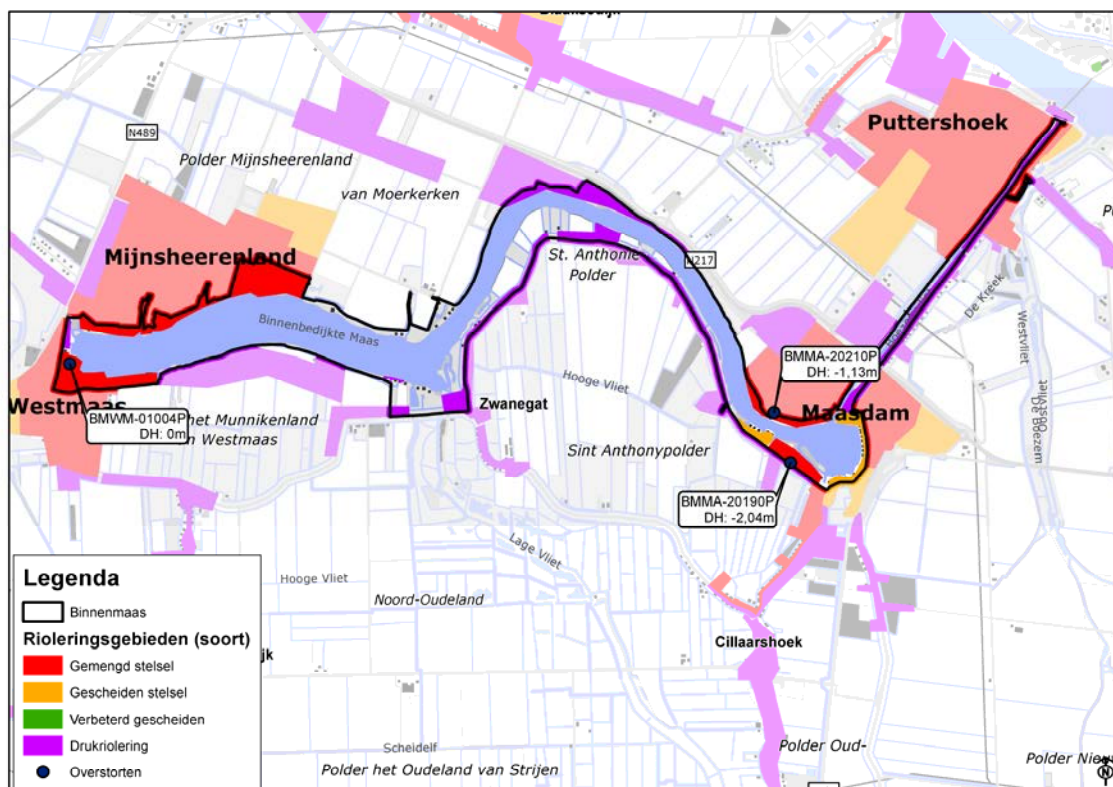 Puttershoek
N489
Polder Mijnsheerenland
van Moerkerken
Mijnsheerenland
St. Anthonie
Polder
N217
De Kreek
Westvliet
Binnenbedijkte Maas
Hooge Vliet
BMMA-20210P
DH: -1,13m
Oostvliet
De Boezem
Westmaas
BMWM-01004P
DH: 0m
het Munnikenland
Westmaas
Zwanegat
Maasdam
Sint Anthonypolder
BMMA-20190P
DH: -2,04m
Lage Vliet
Hooge Vliet
Noord-Oudeland
Cillaarshoek
Scheidelf
Polder het Oudeland van Strijen
Polder Oud-
Polder Nieuw
Legenda
Binnenmaas
Rioleringsgebieden (soort)
Gemengd stelsel
Gescheiden stelsel
Verbeterd gescheiden
Drukriolering
Overstorten
N